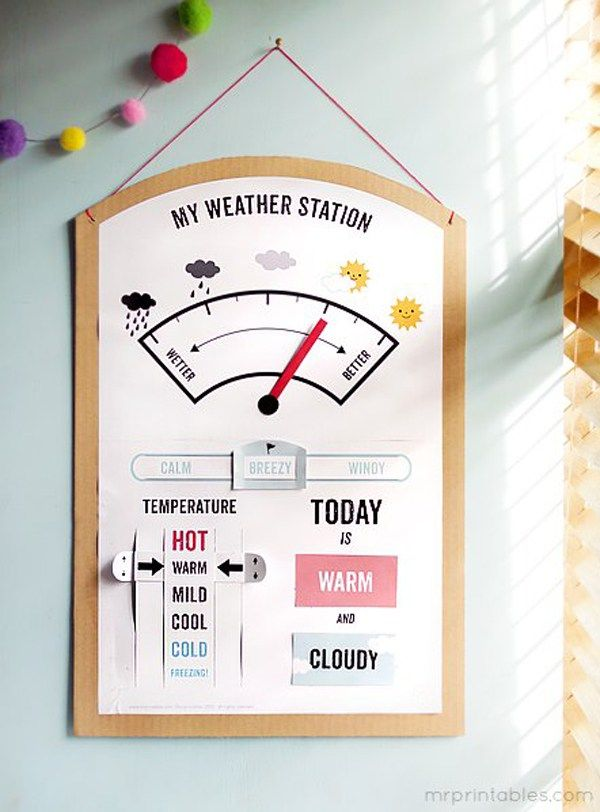 MY WEATHER STATION
WETTER
BETTER
CALM
BREEZY
WINDY
TEMPERATURE
HOT
WARM
MILD
COOL
COLD
FREEZING!
TODAY
IS
WARM
AND
CLOUDY
mrprintables.com